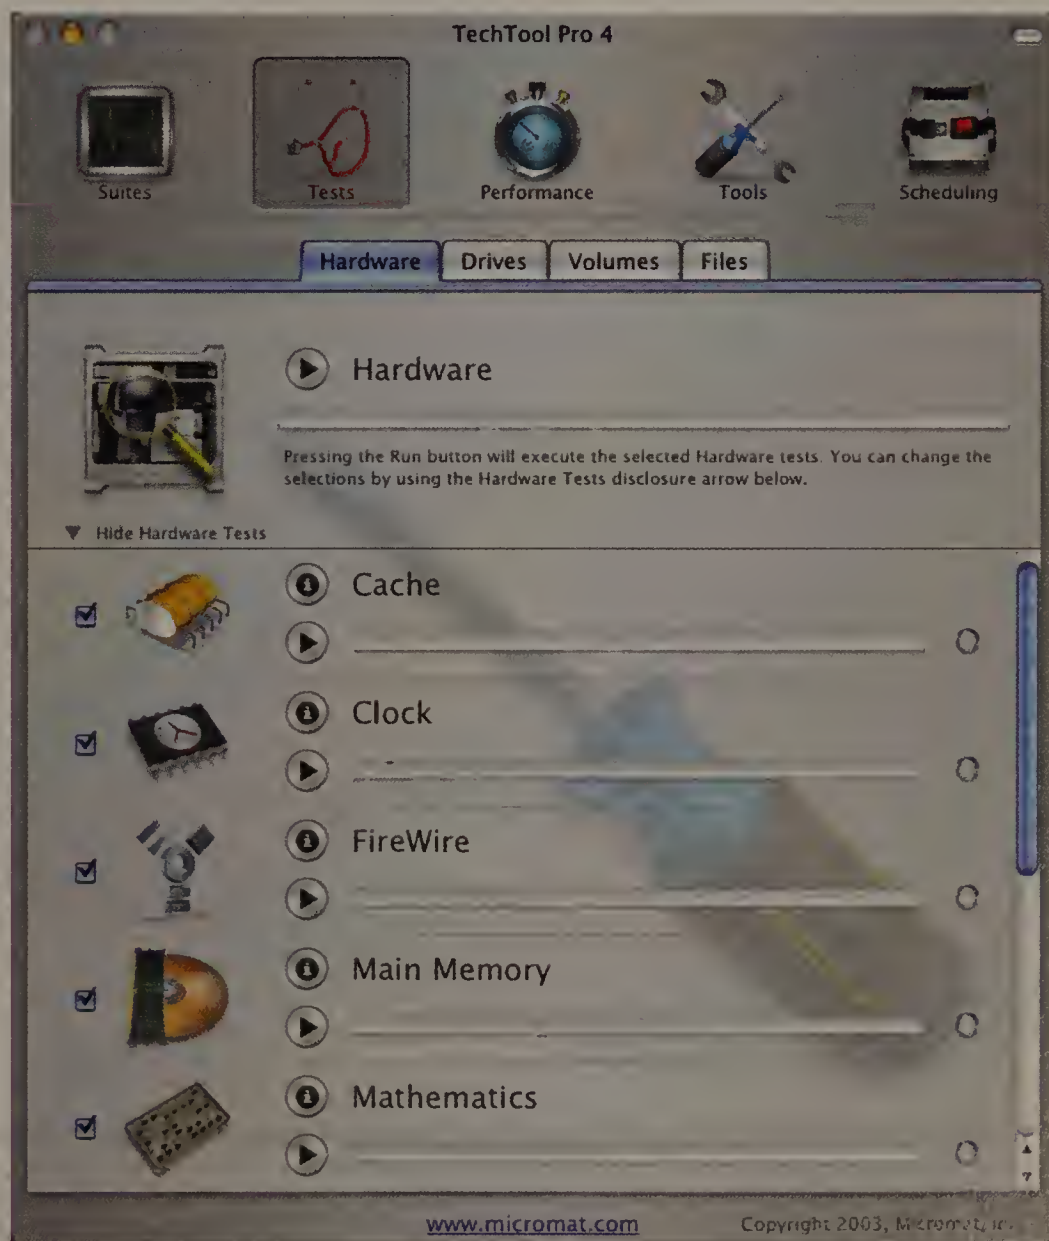 TechTool Pro 4
Suites
Tests
Performance
Tools
Scheduling
Hardware
Drives
Volumes
Files
Hardware
Pressing the Run button will execute the selected Hardware tests. You can change the
selections by using the Hardware Tests disclosure arrow below.
Hide Hardware Tests
Cache
Clock
FireWire
Main Memory
Mathematics
www.micromat.com
Copyright 2003, Micromat, Inc.